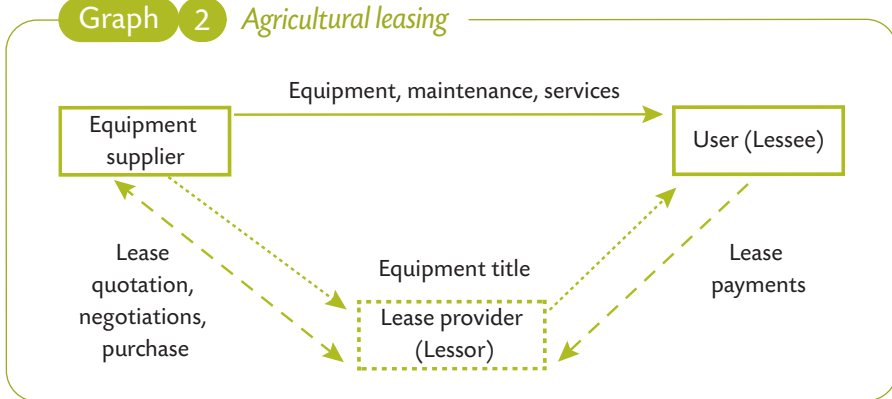 Graph 2 Agricultural leasing
Equipment, maintenance, services
Equipment
supplier
User (Lessee)
Lease
quotation,
negotiations,
purchase
Equipment title
Lease
payments
Lease provider
(Lessor)